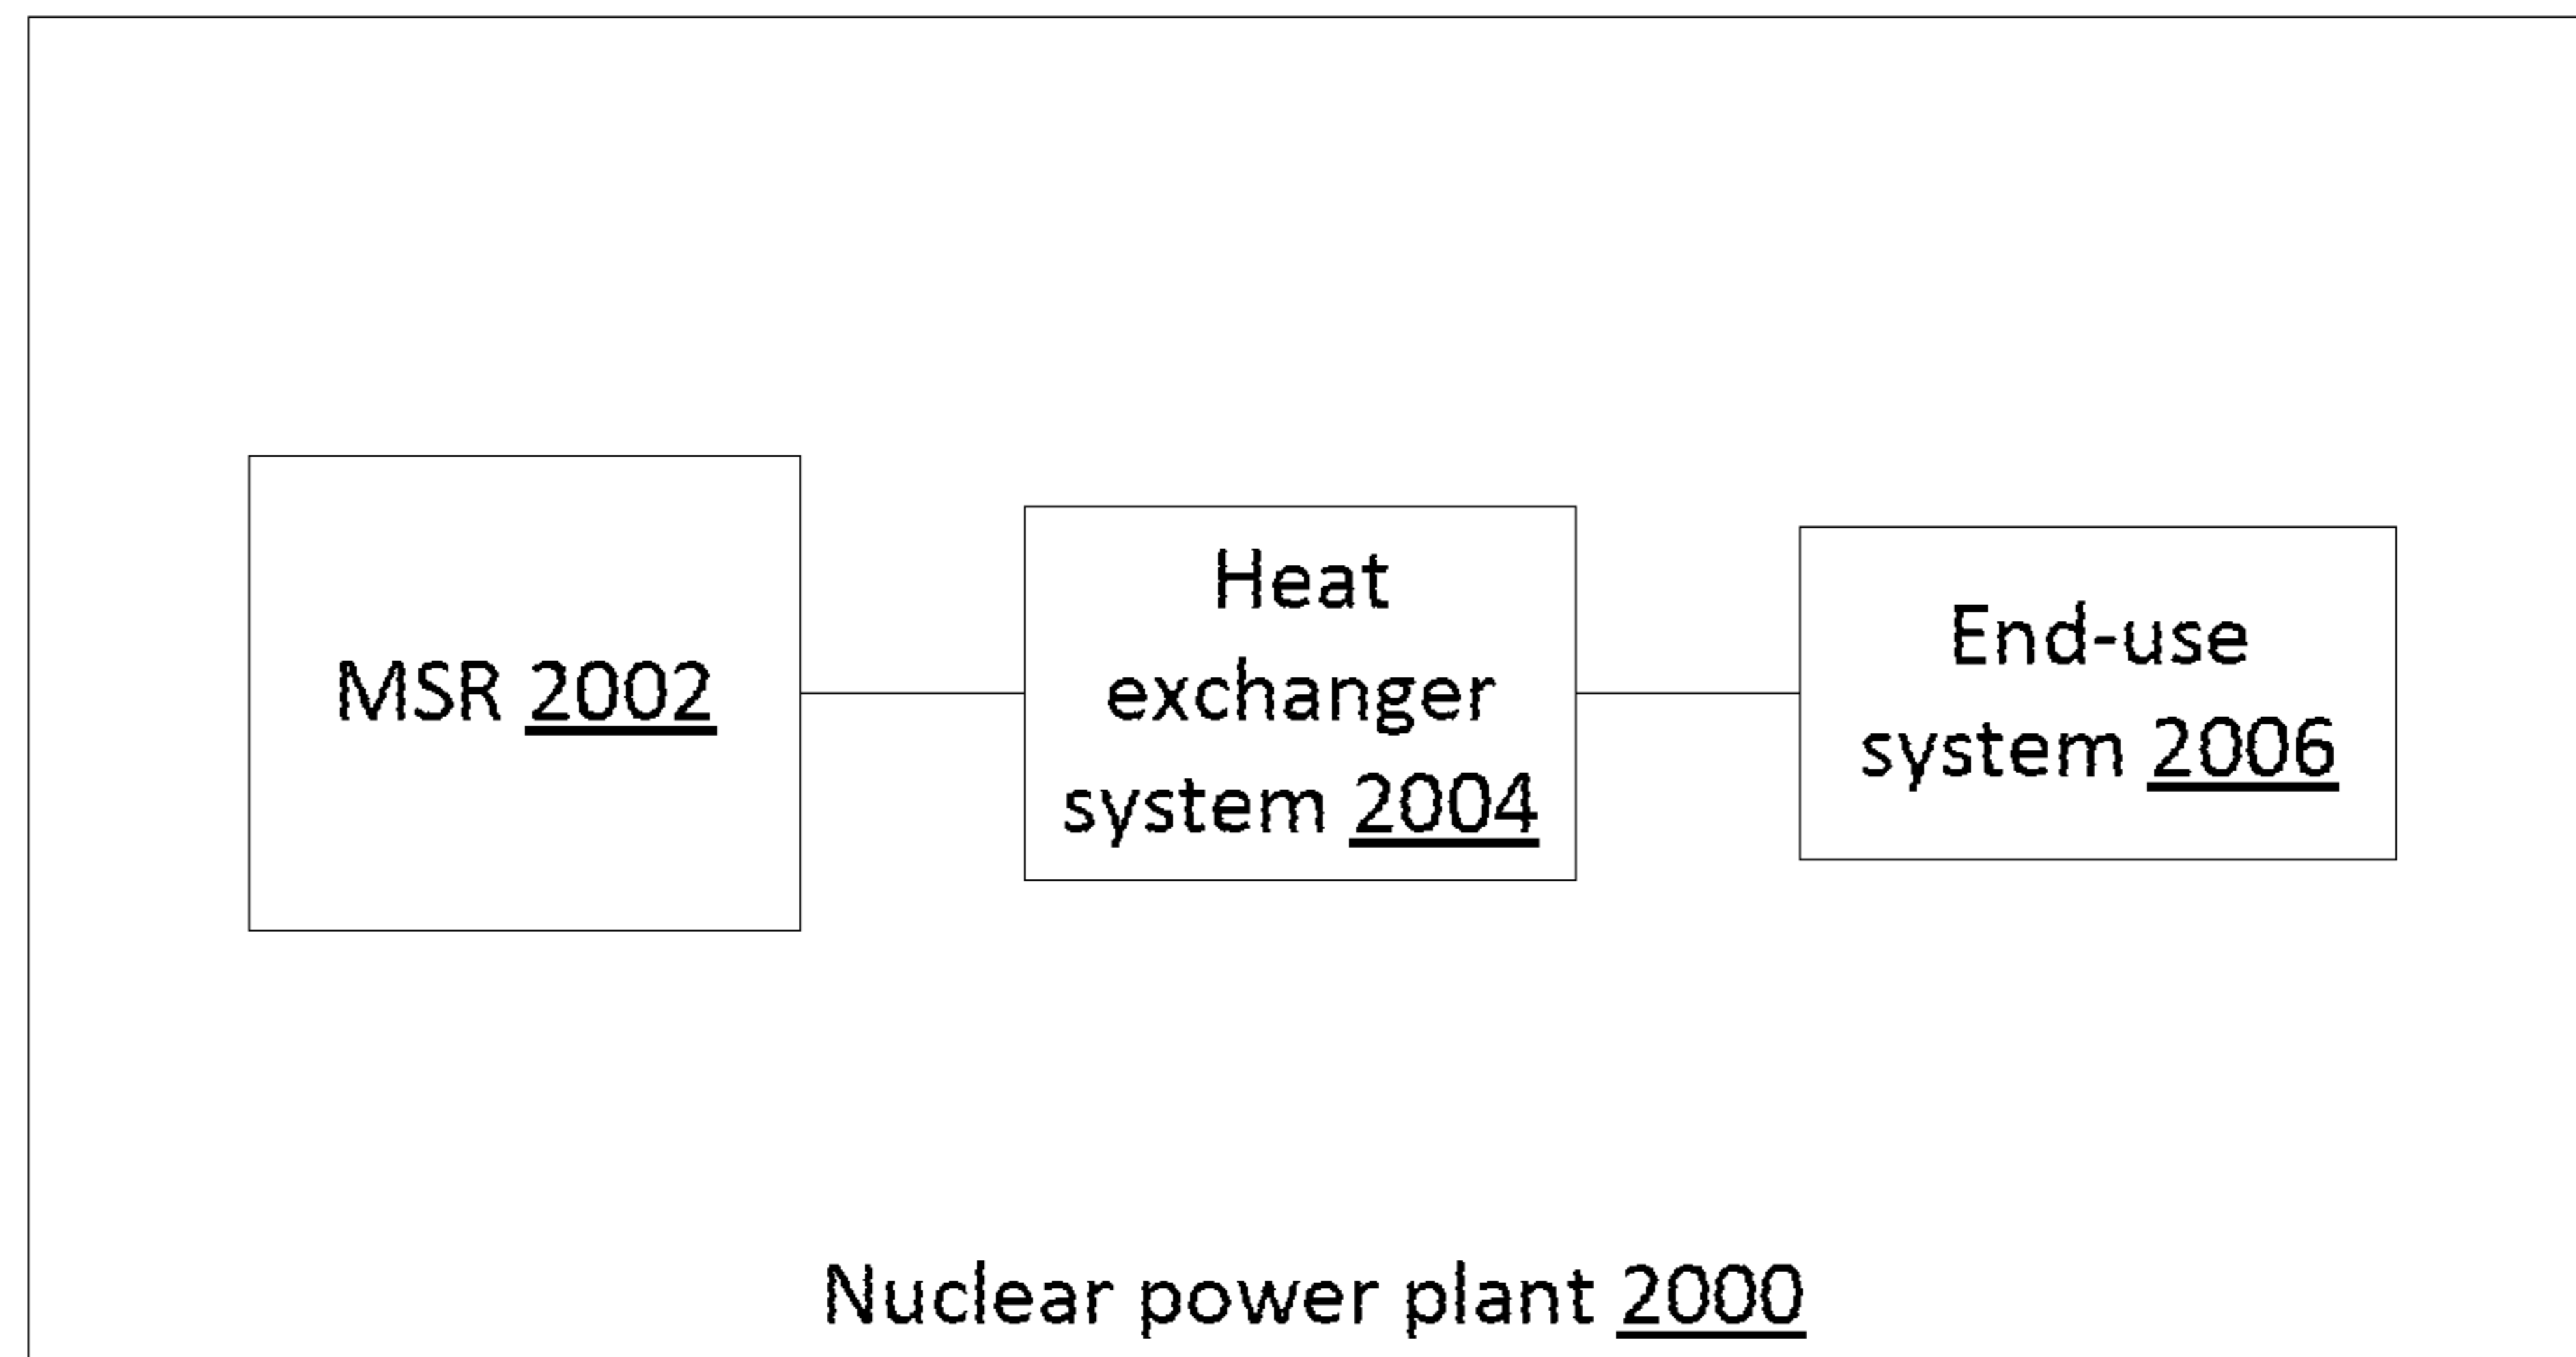 MSR 2002
Heat
exchanger
system 2004
End-use
system 2006
Nuclear power plant 2000